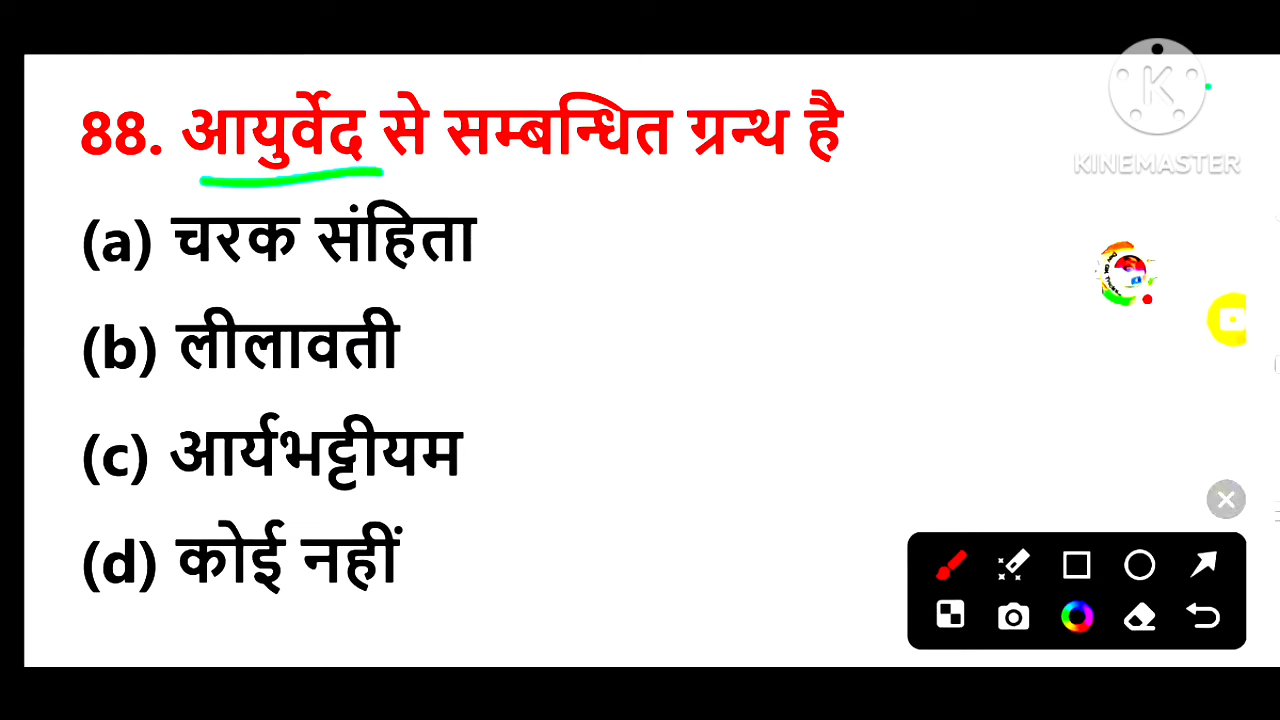 88. आयुर्वेद से सम्बन्धित ग्रन्थ है
KINEMASTER
(a) चरक संहिता
(b) लीलावती
(c) आर्यभट्टीयम
(d) कोई नहीं